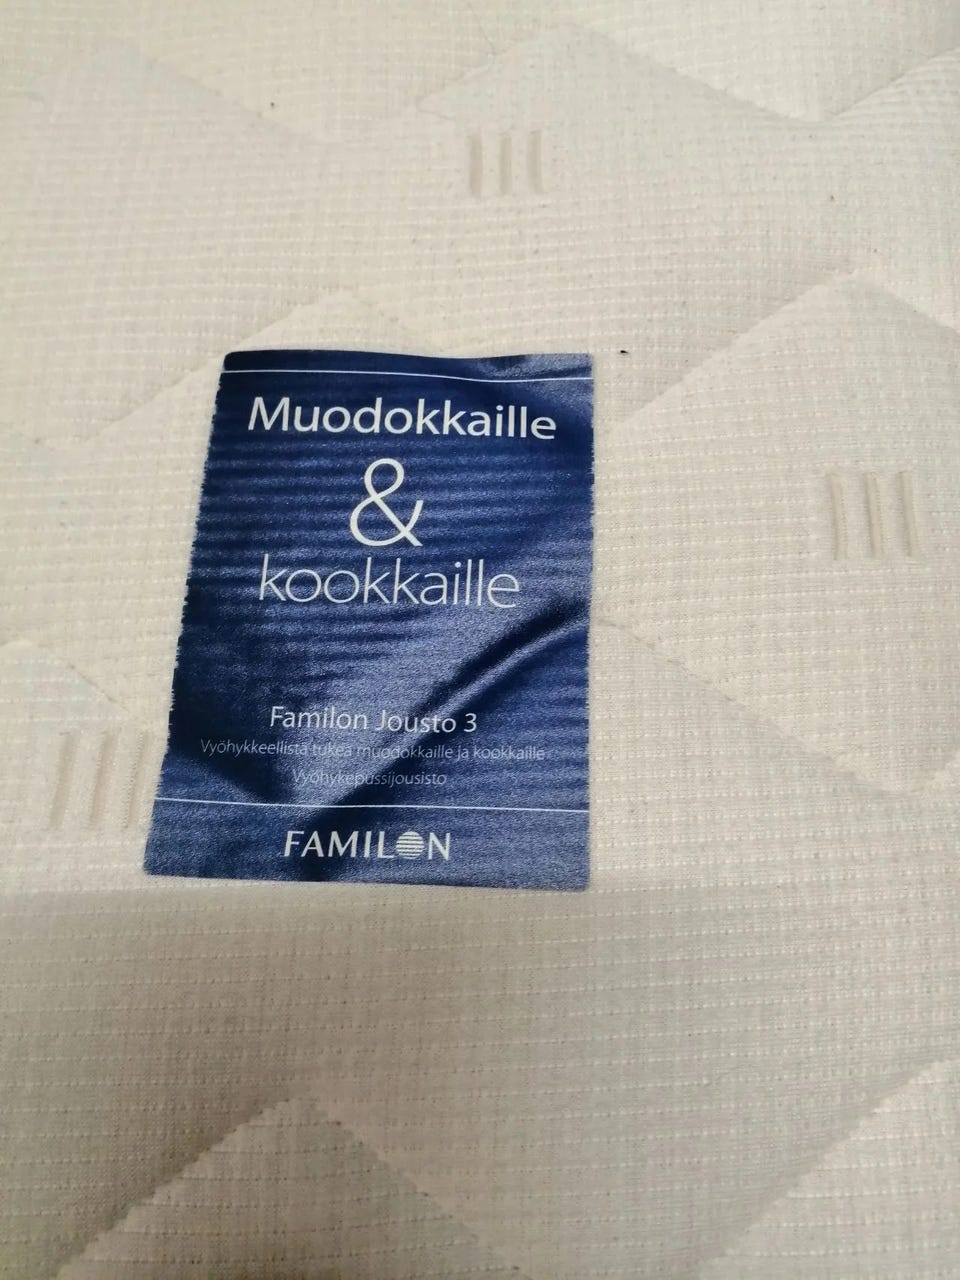 Muodokkaille
&
kookkaille
Familon Jousto 3
Vyöhykkeellistä tukea muodokkaille ja kookkaille
Vyöhykepussijousisto
FAMILON